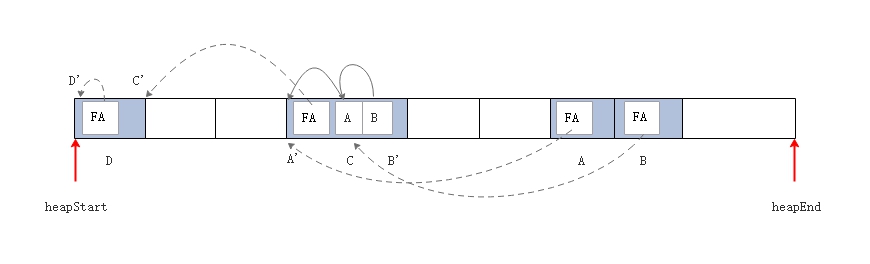 D' C'
FA FA A B FA FA
D A' C B' A B
heapStart heapEnd